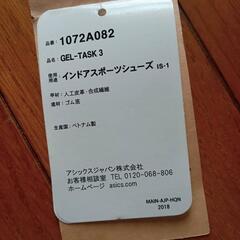 品番: 1072A082
品名: GEL-TASK 3
使用用途: インドアスポーツシューズ IS-1
甲材: 人工皮革・合成繊維
底材: ゴム底
生産国: ベトナム製
アシックスジャパン株式会社
お客様相談室 TEL 0120-068-806
ホームページ asics.com
MAIN-AJP-HQN
2018